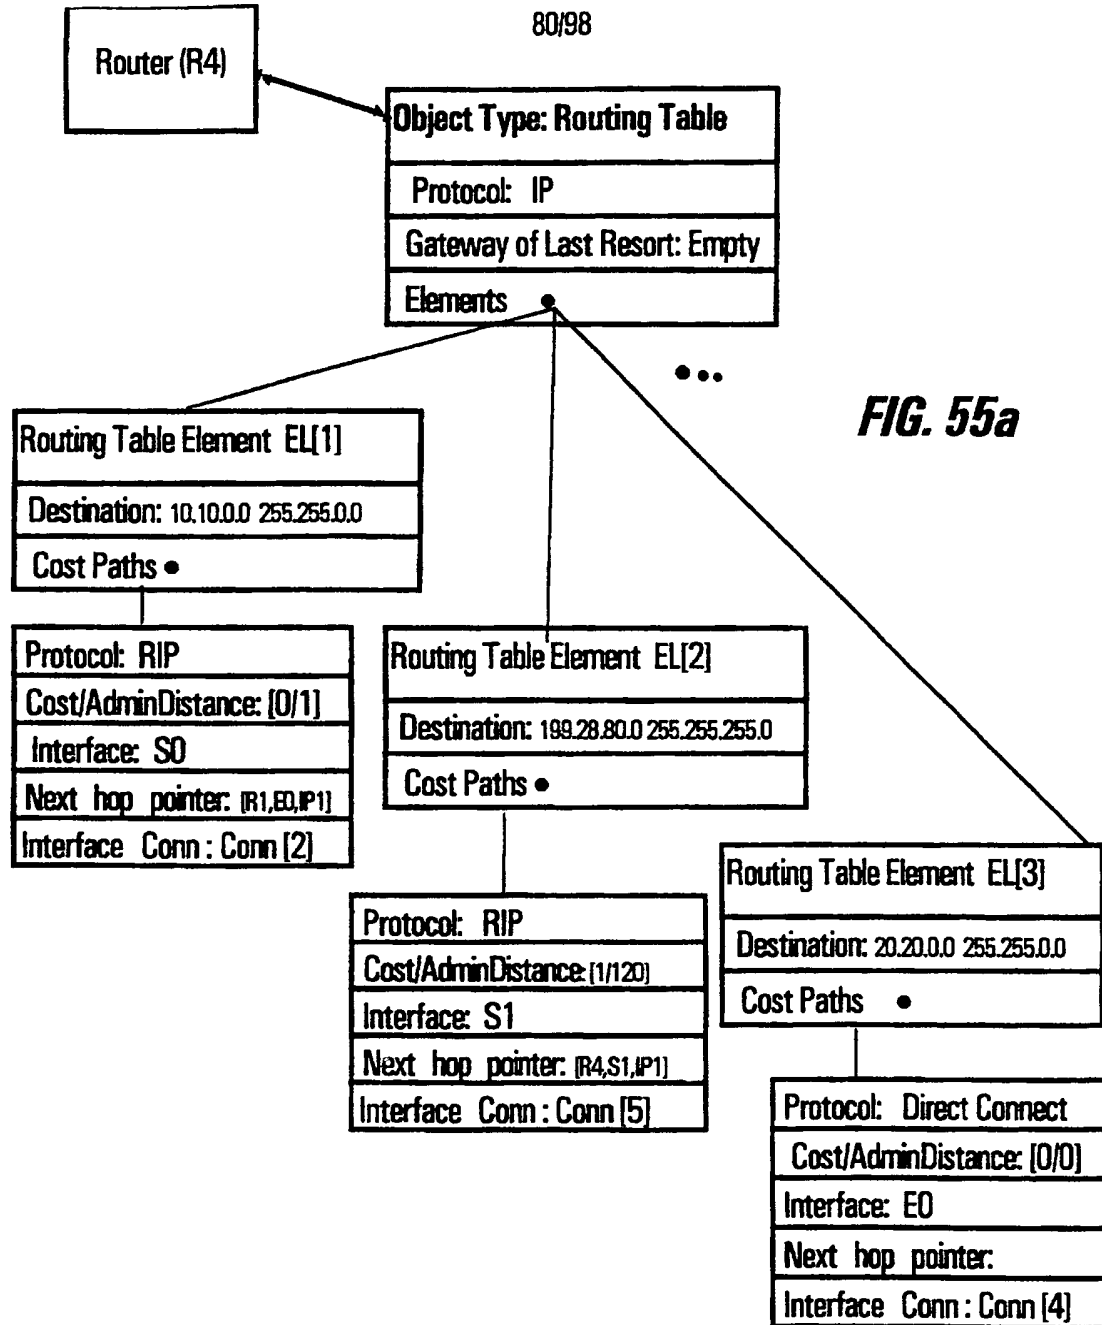 80/98
Router (R4)
Object Type: Routing Table
Protocol: IP
Gateway of Last Resort: Empty
Elements
FIG. 55a
Routing Table Element EL[1]
Destination: 10.10.0.0 255.255.0.0
Cost Paths
Protocol: RIP
Cost/AdminDistance: [0/1]
Interface: S0
Next hop pointer: [R1,E0,IP1]
Interface Conn : Conn [2]
Routing Table Element EL[2]
Destination: 199.28.80.0 255.255.255.0
Cost Paths
Protocol: RIP
Cost/AdminDistance: [1/120]
Interface: S1
Next hop pointer: [R4,S1,IP1]
Interface Conn : Conn [5]
Routing Table Element EL[3]
Destination: 20.20.0.0 255.255.0.0
Cost Paths
Protocol: Direct Connect
Cost/AdminDistance: [0/0]
Interface: E0
Next hop pointer:
Interface Conn : Conn [4]